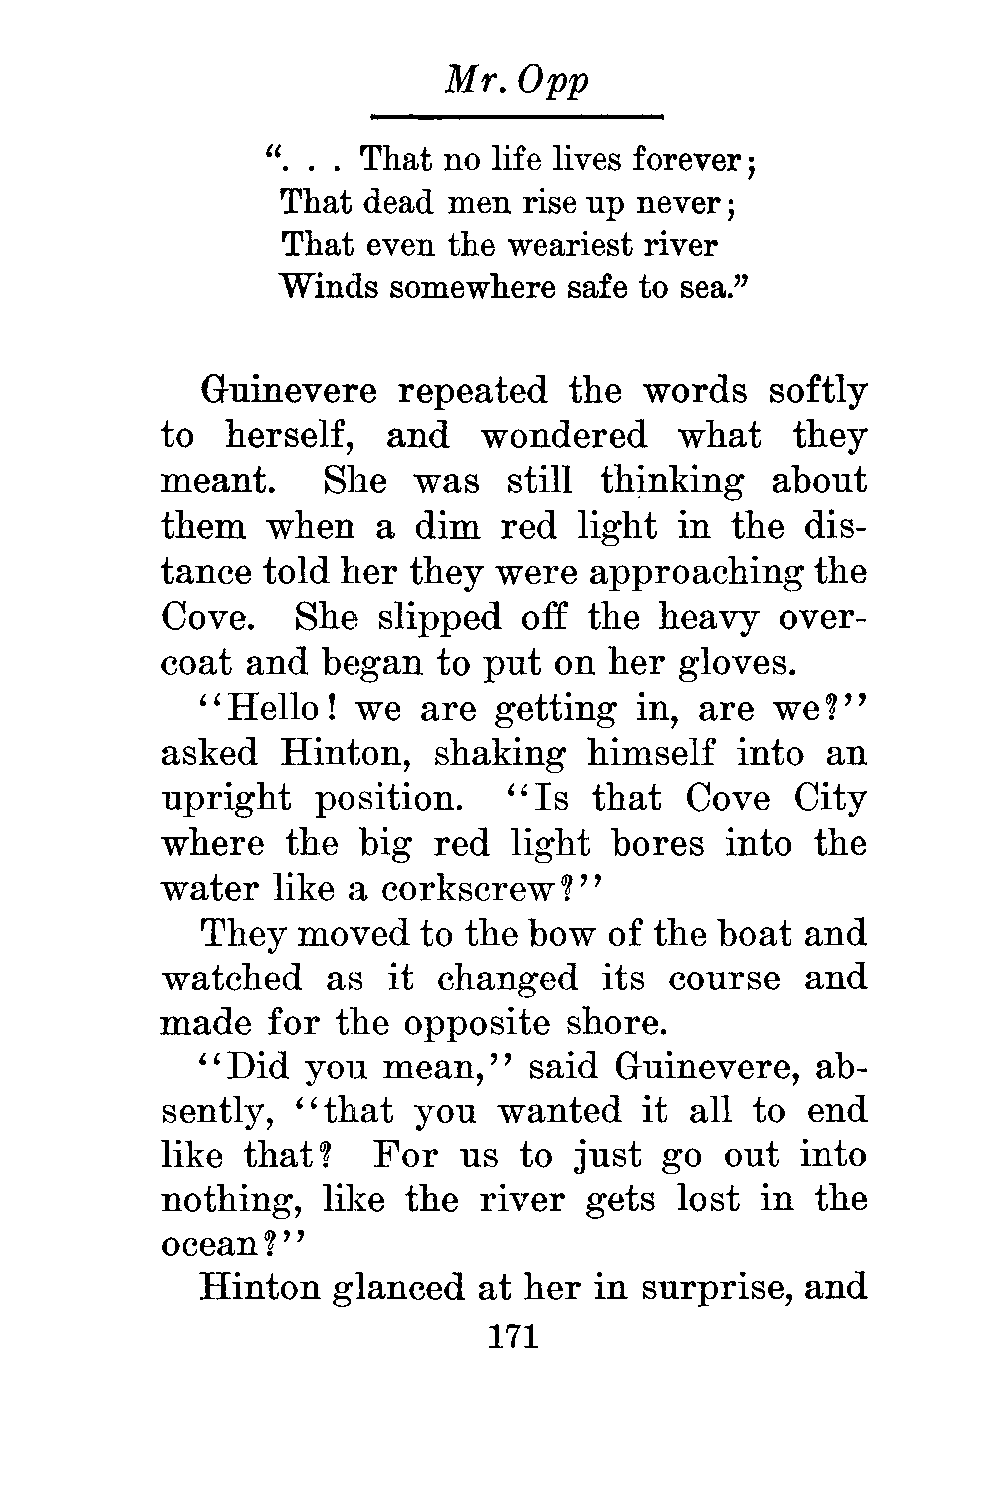 Mr. Opp
“. . . That no life lives forever;
That dead men rise up never;
That even the weariest river
Winds somewhere safe to sea.”
Guinevere repeated the words softly
to herself, and wondered what they
meant. She was still thinking about
them when a dim red light in the dis-
tance told her they were approaching the
Cove. She slipped off the heavy over-
coat and began to put on her gloves.
“Hello! we are getting in, are we?”
asked Hinton, shaking himself into an
upright position. “Is that Cove City
where the big red light bores into the
water like a corkscrew?”
They moved to the bow of the boat and
watched as it changed its course and
made for the opposite shore.
“Did you mean,” said Guinevere, ab-
sently, “that you wanted it all to end
like that? For us to just go out into
nothing, like the river gets lost in the
ocean?”
Hinton glanced at her in surprise, and
171